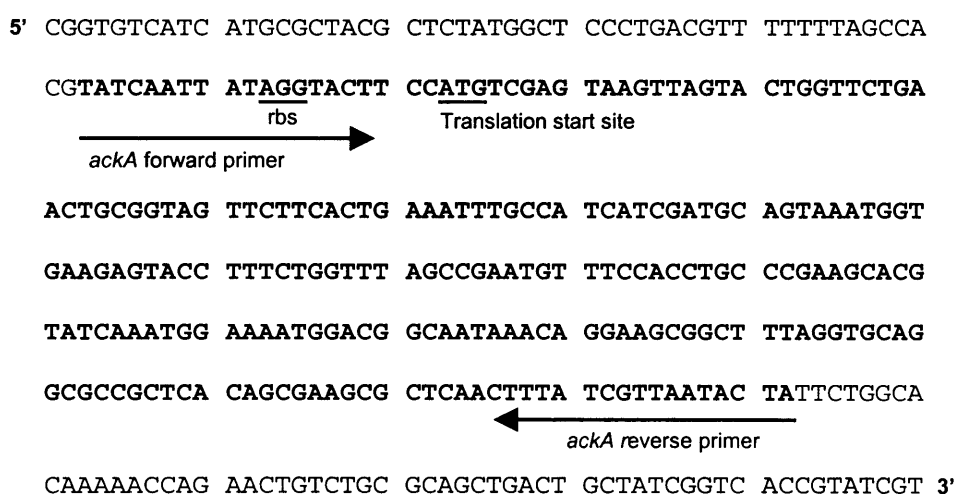 5' CGGTGTCATC ATGCGCTACG CTCTATGGCT CCCTGACGTT TTTTTAGCCA
CGTATCAATT ATAGGTACTT CCATGTCGAG TAAGTTAGTA CTGGTTCTGA
rbs Translation start site
ackA forward primer
ACTGCGGTAG TTCTTCACTG AAATTTGCCA TCATCGATGC AGTAAATGGT
GAAGAGTACC TTTCTGGTTT AGCCGAATGT TTCCACCTGC CCGAAGCACG
TATCAAATGG AAAATGGACG GCAATAAACA GGAAGCGGCT TTAGGTGCAG
GCGCCGCTCA CAGCGAAGCG CTCAACTTTA TCGTTAATAC TATTCTGGCA
ackA reverse primer
CAAAAACCAG AACTGTCTGC GCAGCTGACT GCTATCGGTC ACCGTATCGT 3'